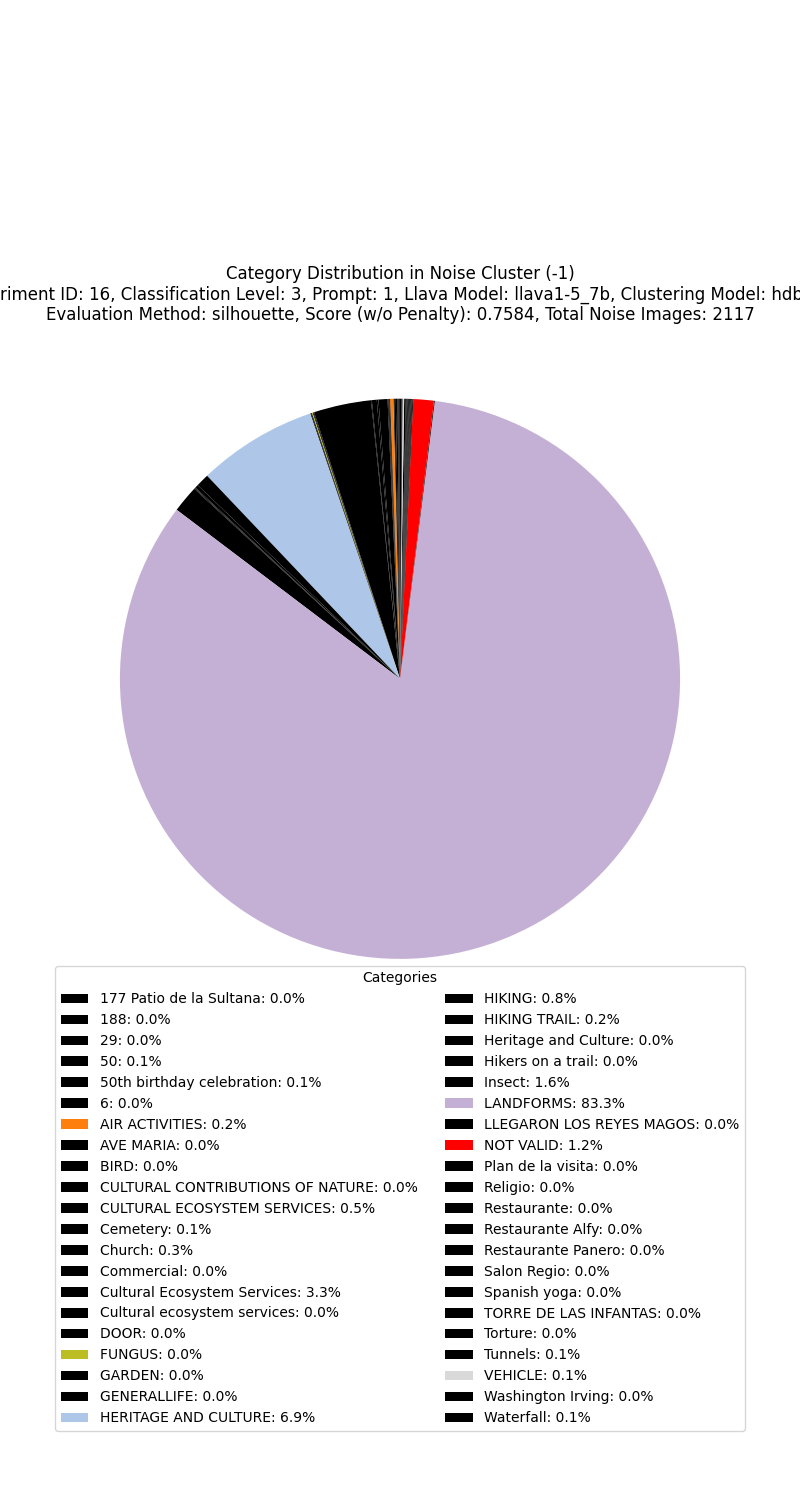 Category Distribution in Noise Cluster (-1)
riment ID: 16, Classification Level: 3, Prompt: 1, Llava Model: llava1-5_7b, Clustering Model: hdb
Evaluation Method: silhouette, Score (w/o Penalty): 0.7584, Total Noise Images: 2117
Categories
177 Patio de la Sultana: 0.0%
188: 0.0%
29: 0.0%
50: 0.1%
50th birthday celebration: 0.1%
6: 0.0%
AIR ACTIVITIES: 0.2%
AVE MARIA: 0.0%
BIRD: 0.0%
CULTURAL CONTRIBUTIONS OF NATURE: 0.0%
CULTURAL ECOSYSTEM SERVICES: 0.5%
Cemetery: 0.1%
Church: 0.3%
Commercial: 0.0%
Cultural Ecosystem Services: 3.3%
Cultural ecosystem services: 0.0%
DOOR: 0.0%
FUNGUS: 0.0%
GARDEN: 0.0%
GENERALLIFE: 0.0%
HERITAGE AND CULTURE: 6.9%
HIKING: 0.8%
HIKING TRAIL: 0.2%
Heritage and Culture: 0.0%
Hikers on a trail: 0.0%
Insect: 1.6%
LANDFORMS: 83.3%
LLEGARON LOS REYES MAGOS: 0.0%
NOT VALID: 1.2%
Plan de la visita: 0.0%
Religio: 0.0%
Restaurante: 0.0%
Restaurante Alfy: 0.0%
Restaurante Panero: 0.0%
Salon Regio: 0.0%
Spanish yoga: 0.0%
TORRE DE LAS INFANTAS: 0.0%
Torture: 0.0%
Tunnels: 0.1%
VEHICLE: 0.1%
Washington Irving: 0.0%
Waterfall: 0.1%